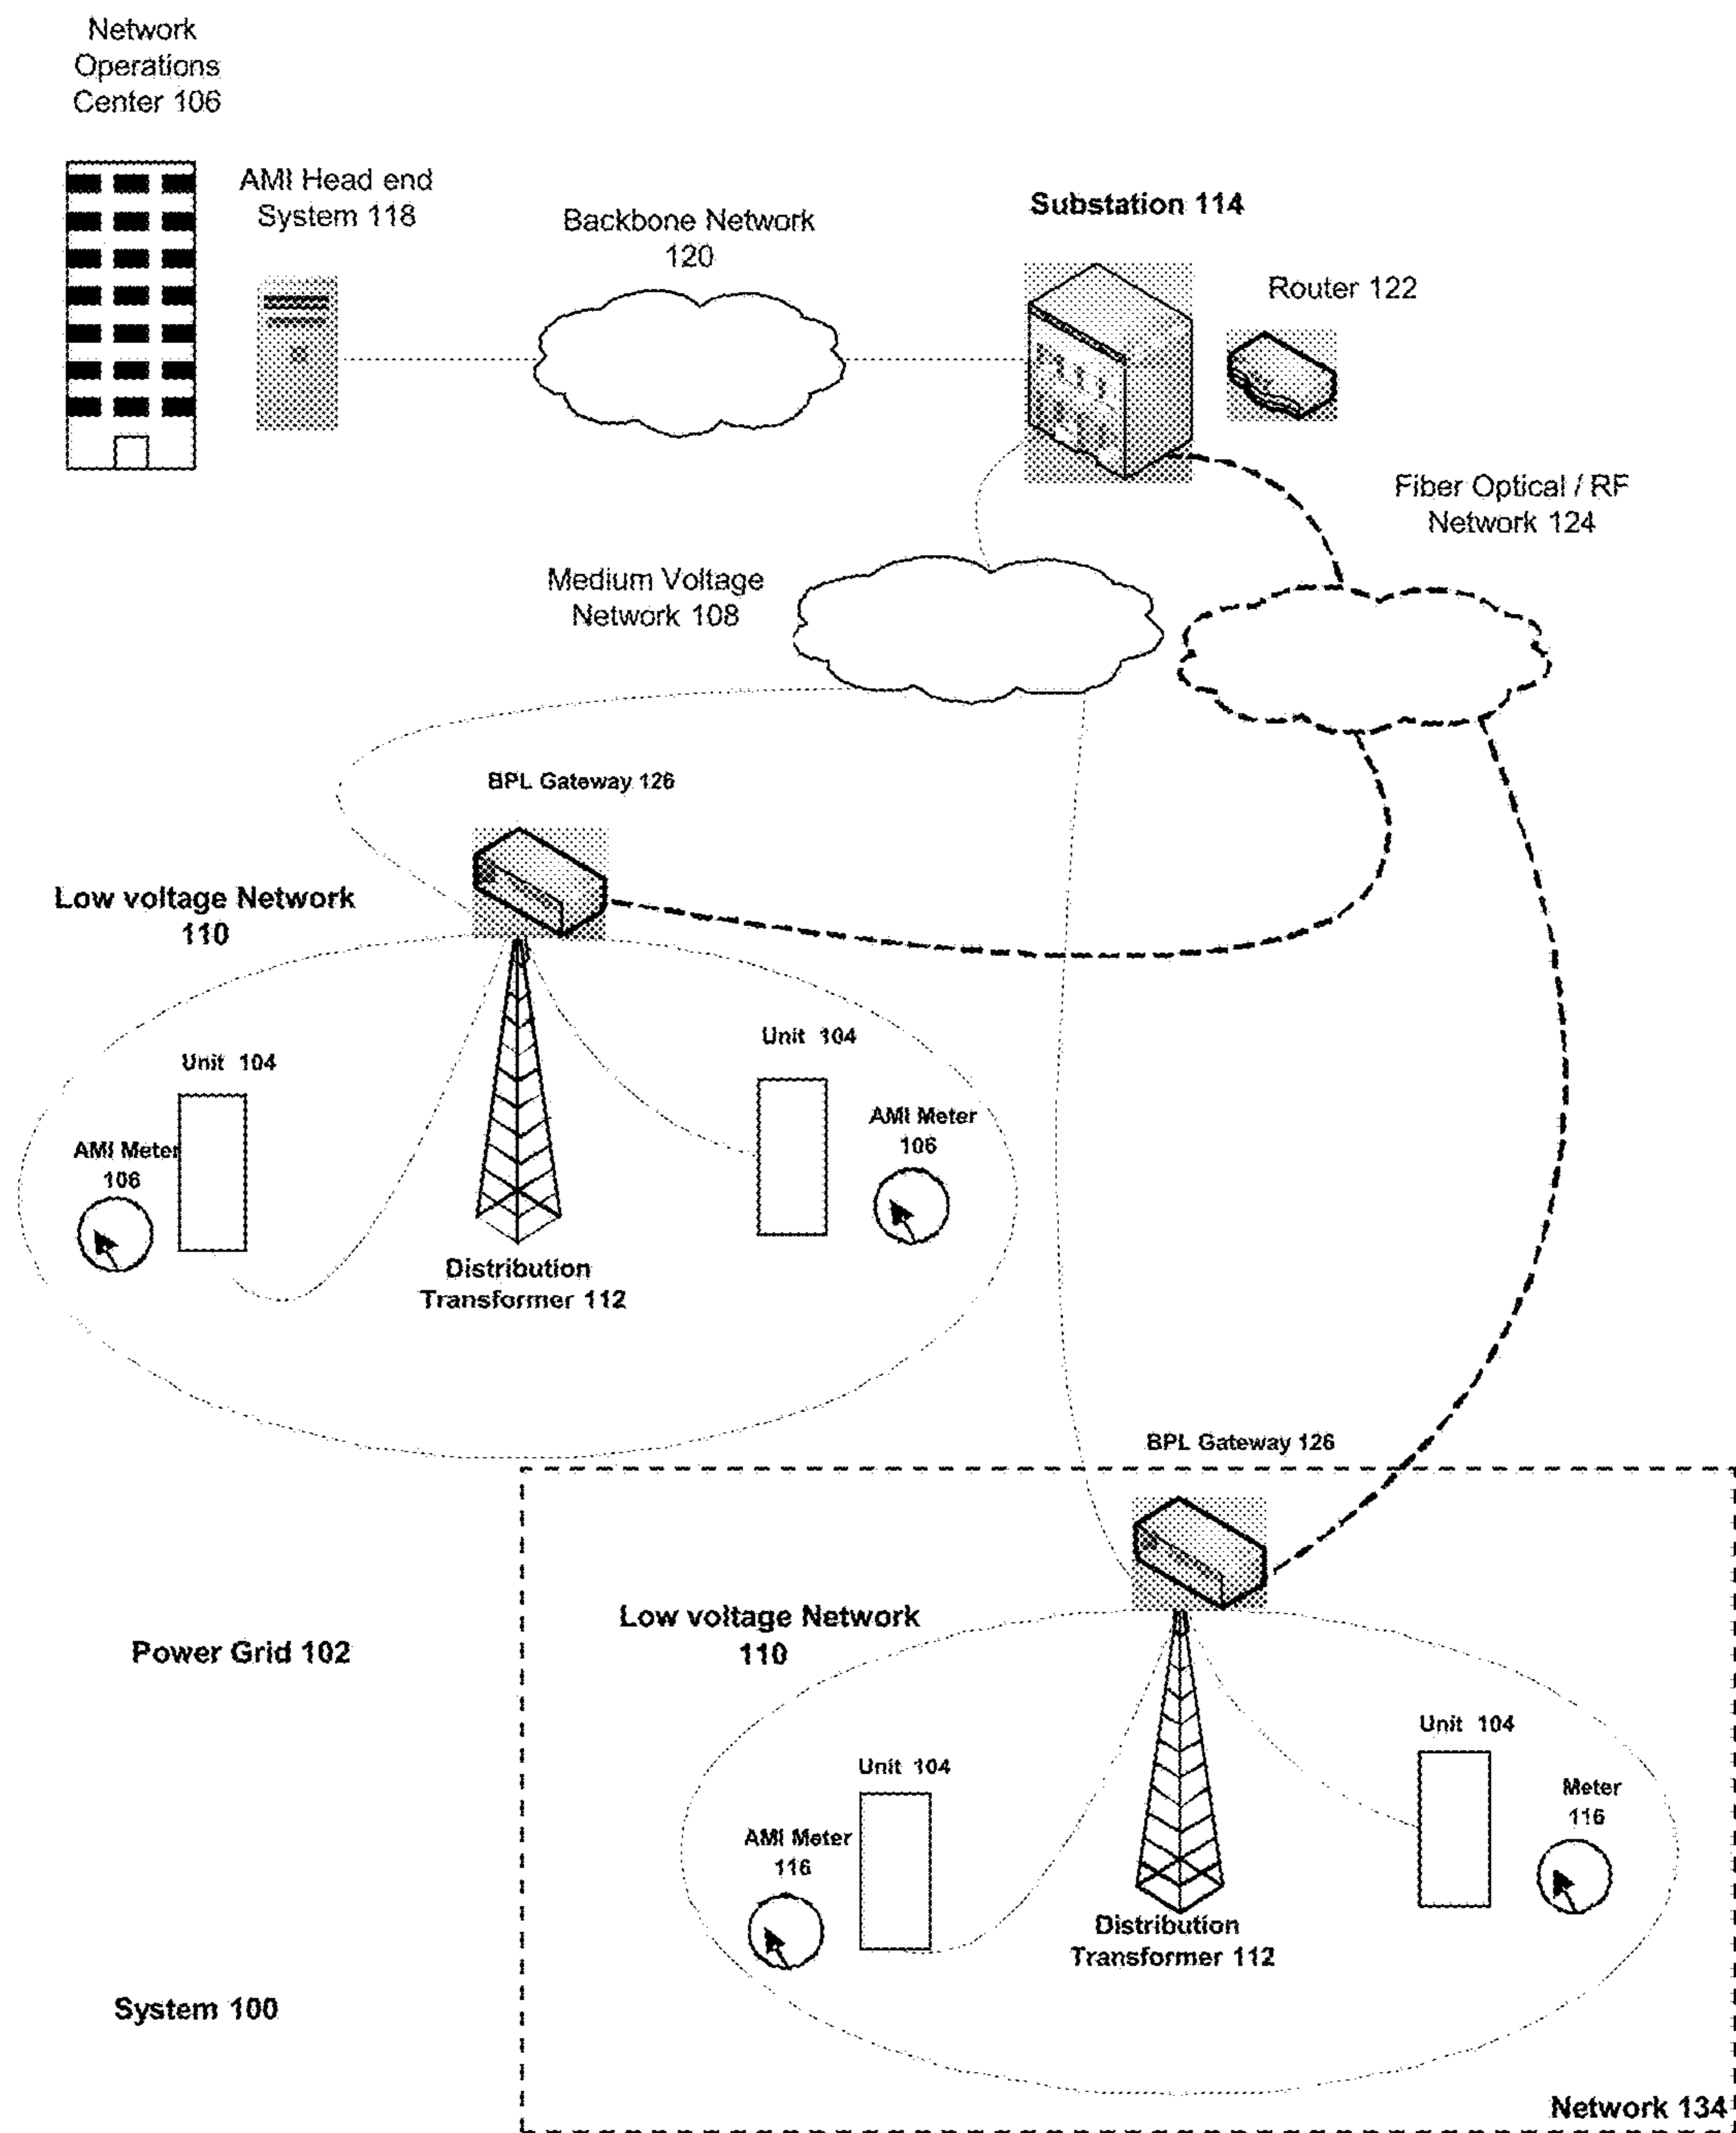 Network
Operations
Center 106
AMI Head end
System 118
Backbone Network
120
Substation 114
Router 122
Fiber Optical / RF
Network 124
Medium Voltage
Network 108
BPL Gateway 126
Low voltage Network
110
Unit 104
Unit 104
AMI Meter
106
AMI Meter
106
Distribution
Transformer 112
BPL Gateway 126
Low voltage Network
110
Power Grid 102
Unit 104
Unit 104
Meter
116
AMI Meter
116
Distribution
Transformer 112
System 100
Network 134